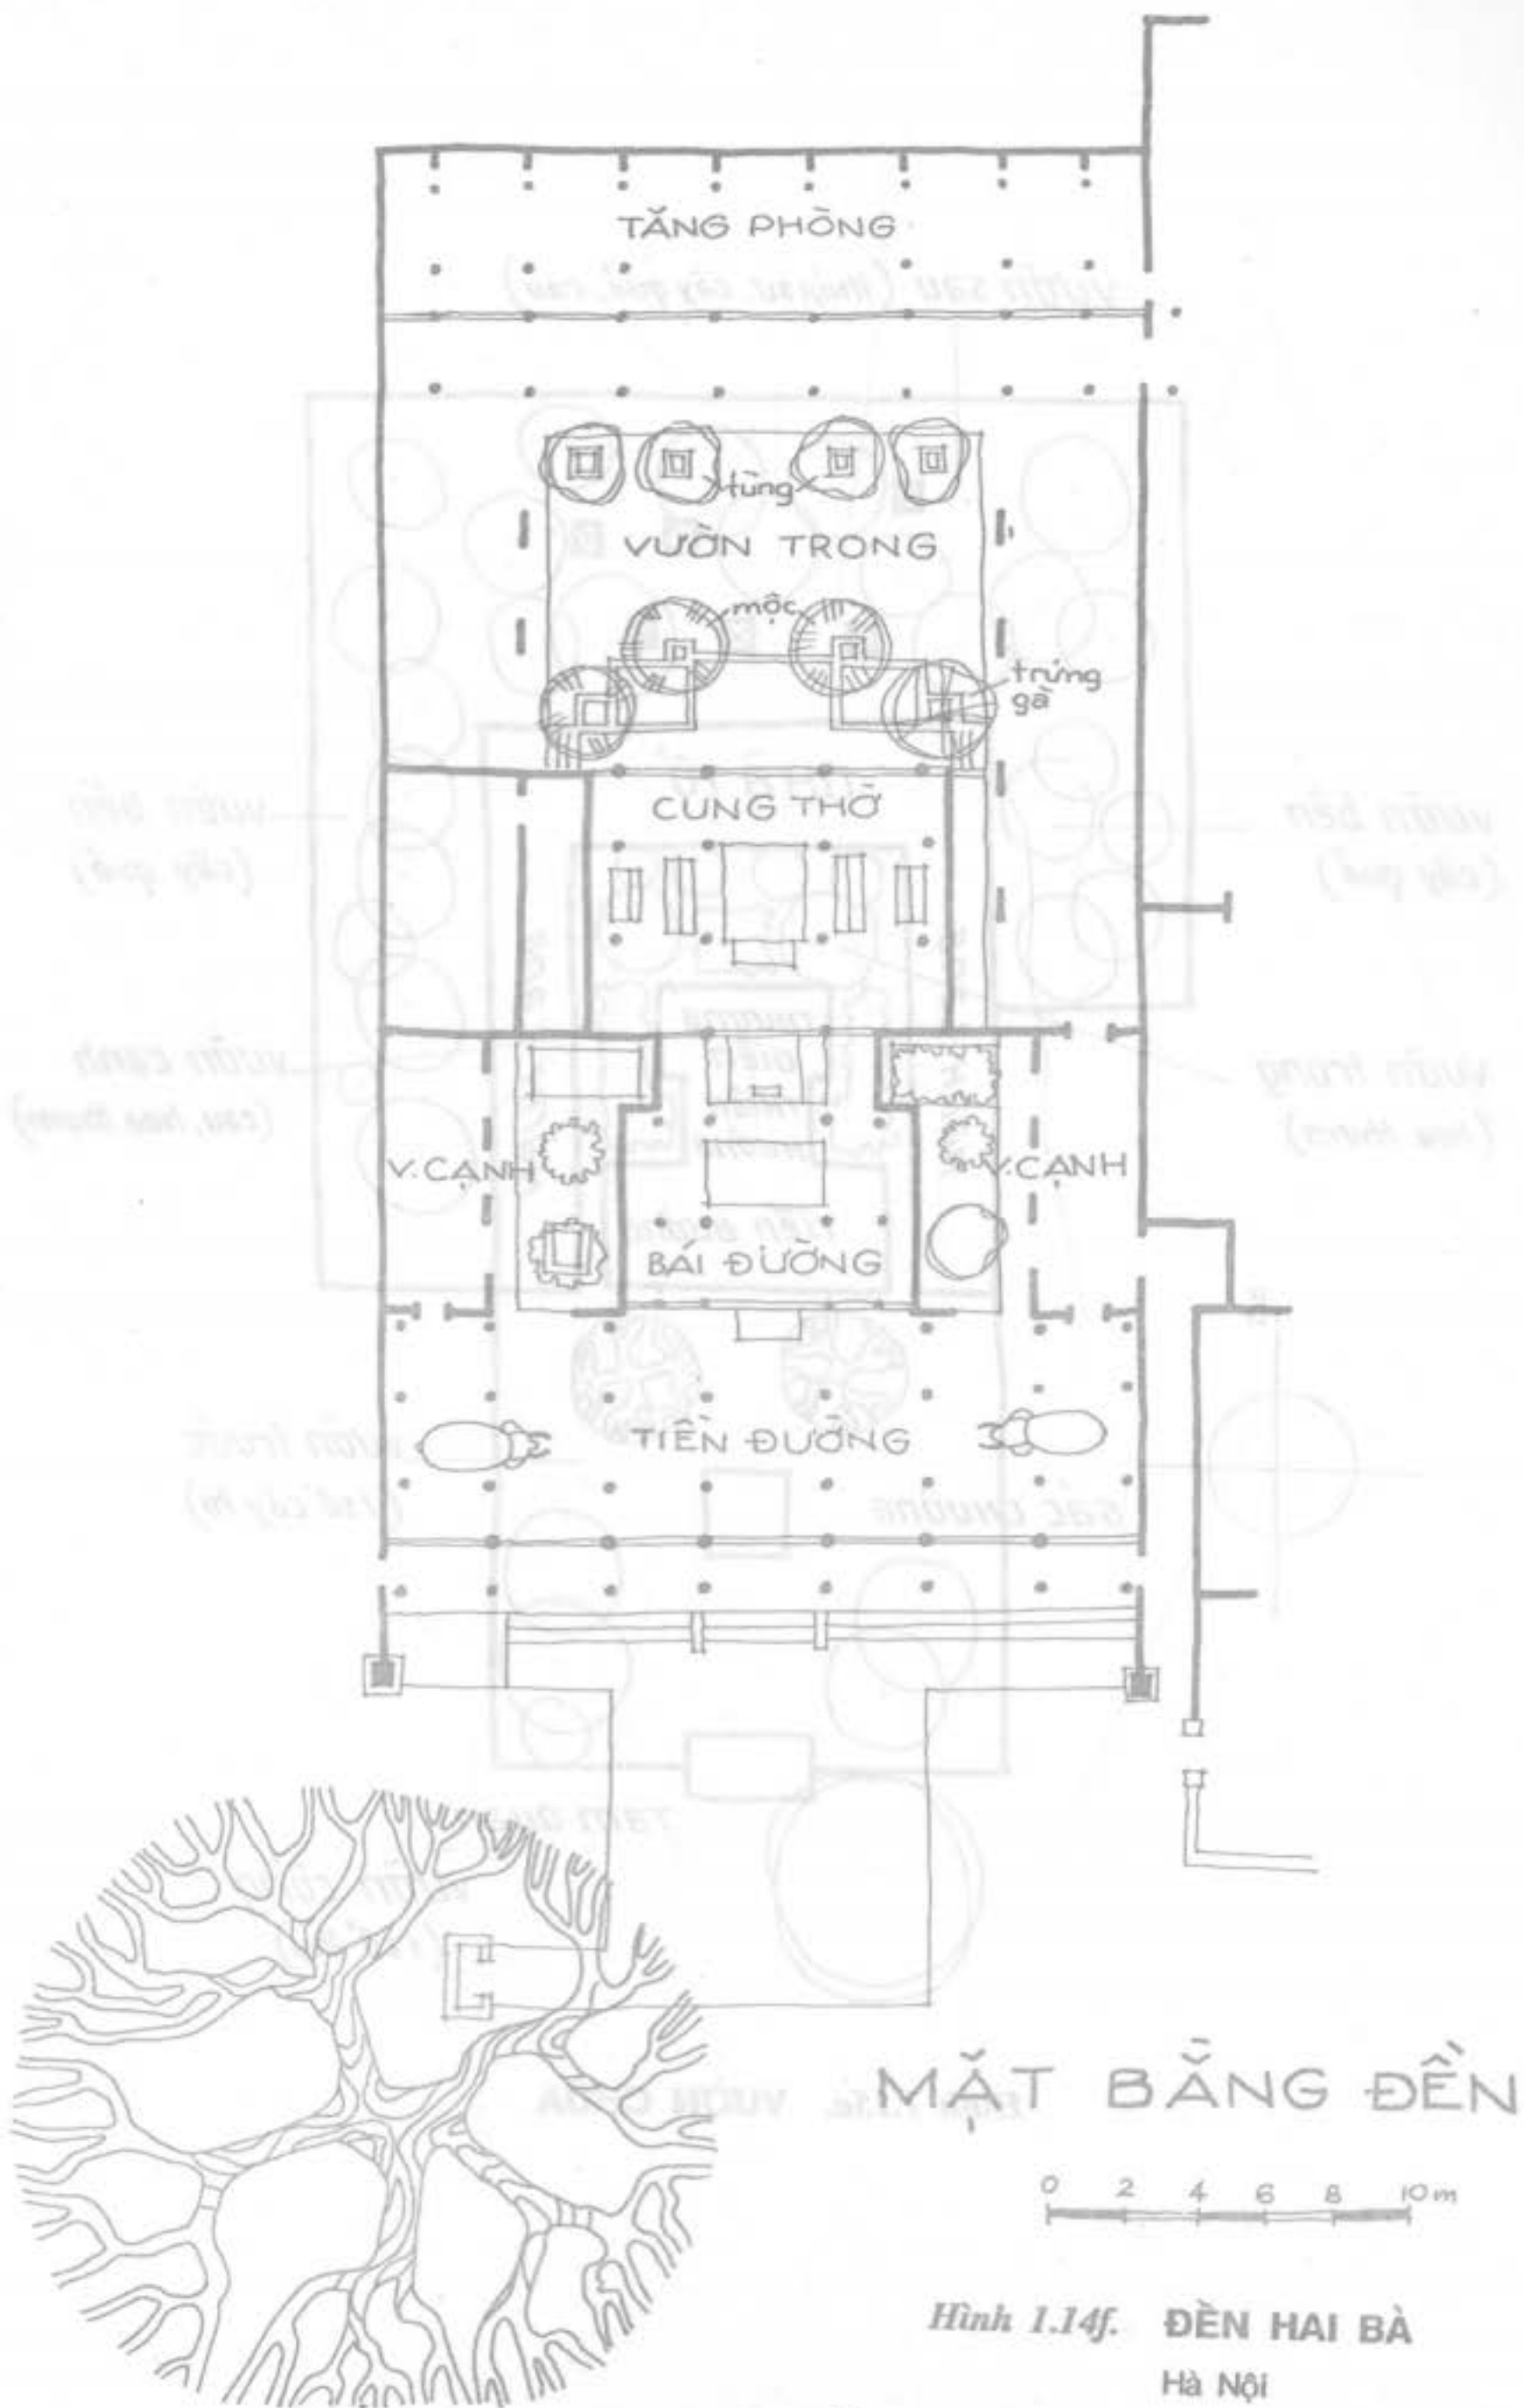 TĂNG PHÒNG
tùng
VƯỜN TRONG
mộc
trứng
gà
CUNG THỜ
V.CẠNH
V.CẠNH
BÁI ĐƯỜNG
TIỀN ĐƯỜNG
MẶT BẰNG ĐỀN
0 2 4 6 8 10m
Hình 1.14f. ĐỀN HAI BÀ
Hà Nội